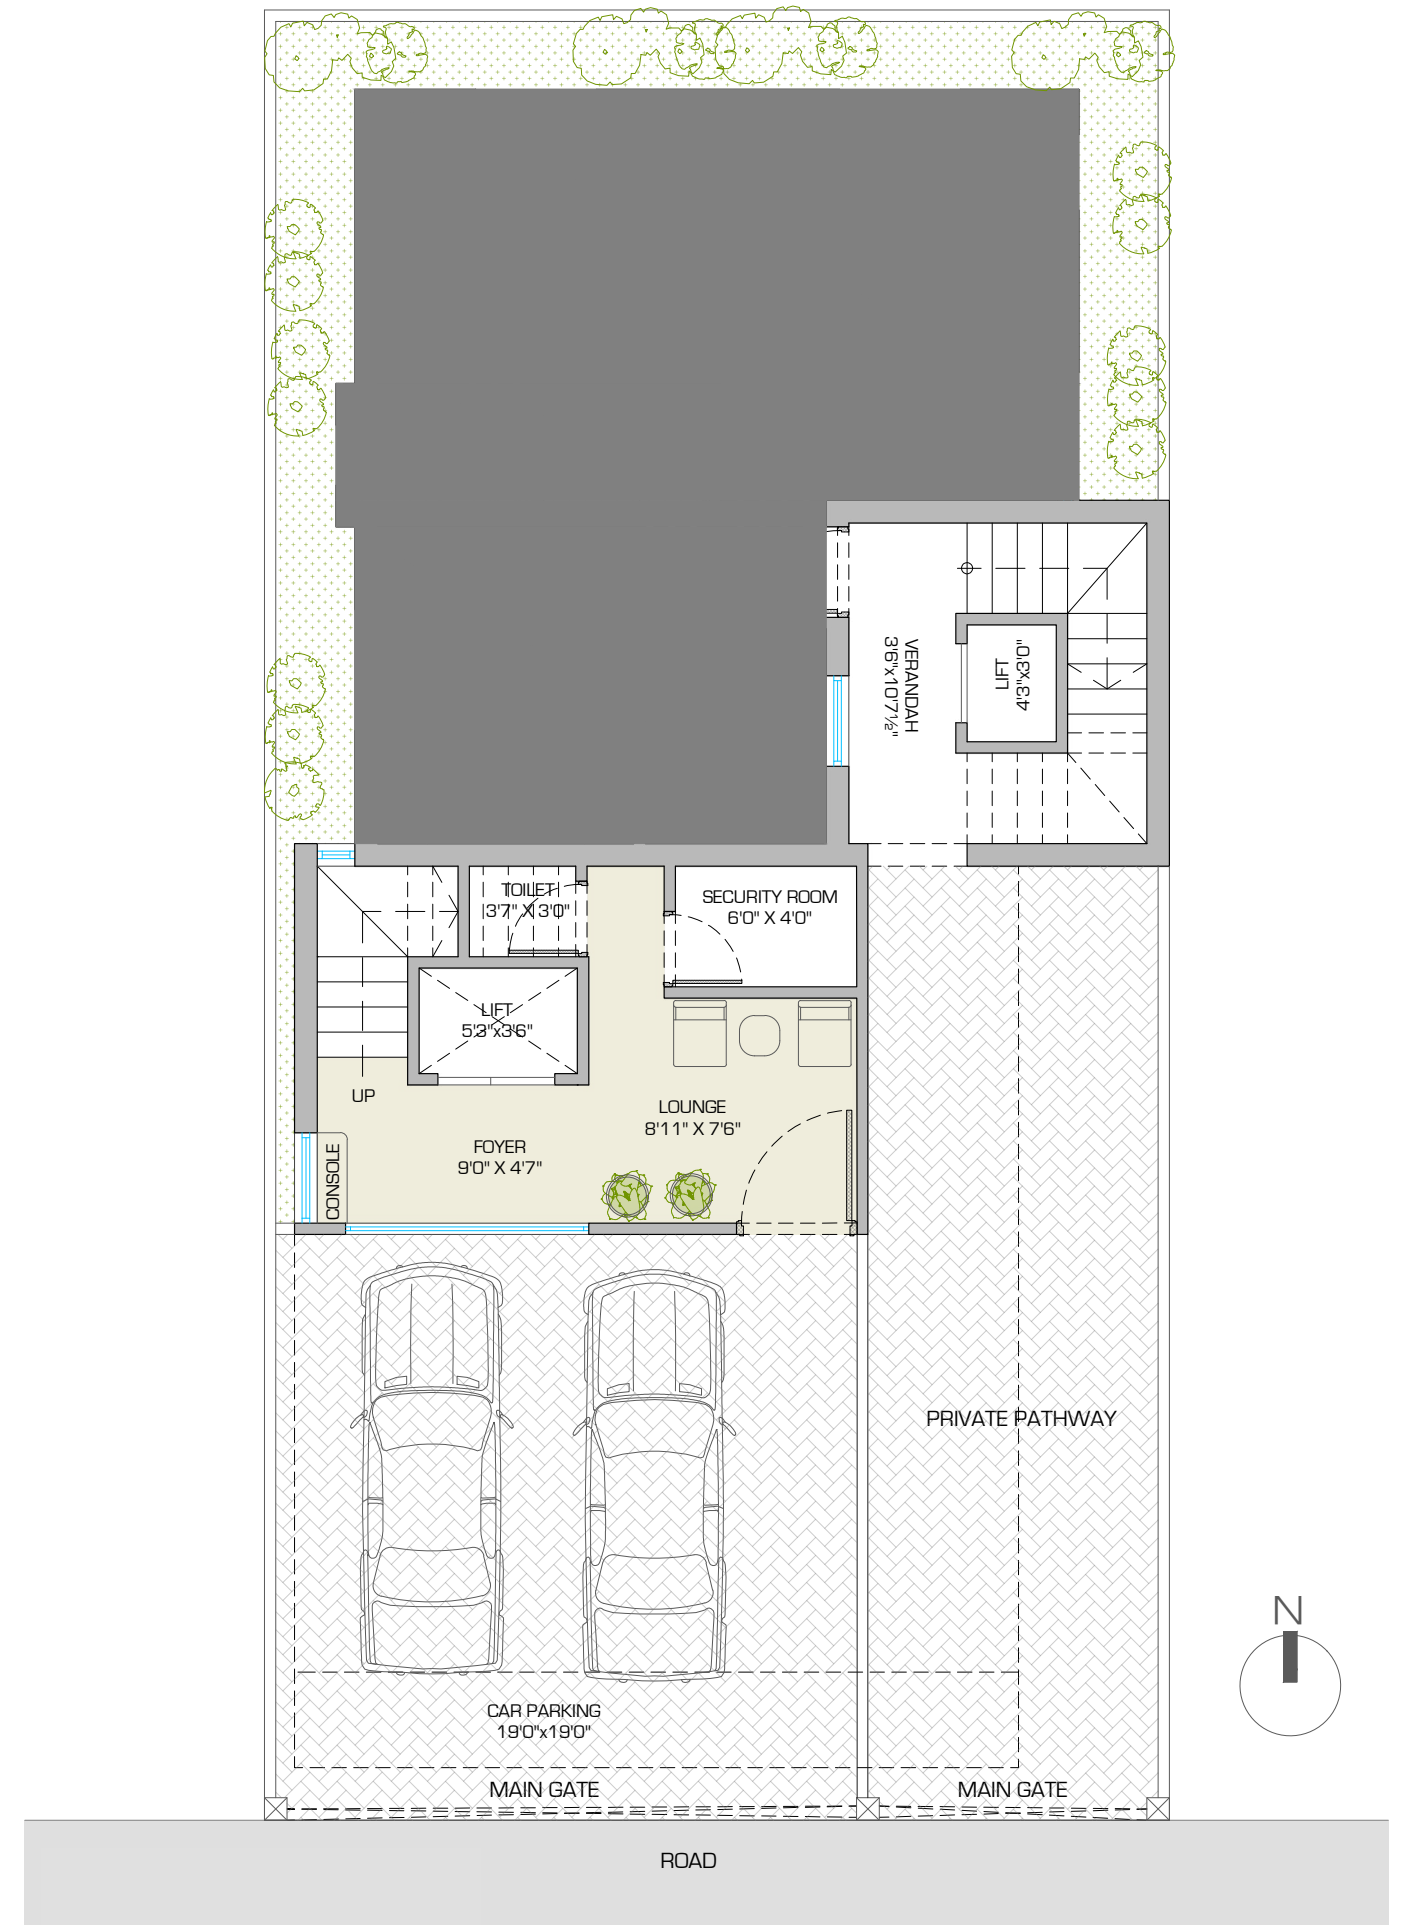 VERANDAH
3'6"x10'7½"
LIFT
4'3"x3'0"
TOILET
3'7" X 3'0"
SECURITY ROOM
6'0" X 4'0"
LIFT
5'3"x3'6"
UP
LOUNGE
8'11" X 7'6"
FOYER
9'0" X 4'7"
CONSOLE
PRIVATE PATHWAY
N
CAR PARKING
19'0"x19'0"
MAIN GATE
MAIN GATE
ROAD